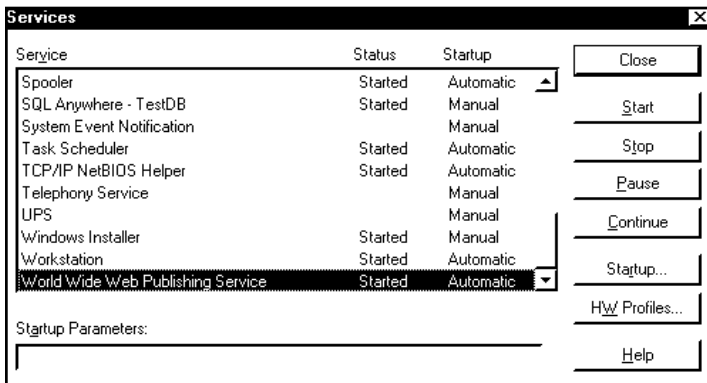 Services
Service Status Startup
Spooler Started Automatic
SQL Anywhere - TestDB Started Manual
System Event Notification Manual
Task Scheduler Started Automatic
TCP/IP NetBIOS Helper Started Automatic
Telephony Service Manual
UPS Manual
Windows Installer Started Manual
Workstation Started Automatic
World Wide Web Publishing Service Started Automatic
Startup Parameters:
Close
Start
Stop
Pause
Continue
Startup...
HW Profiles...
Help